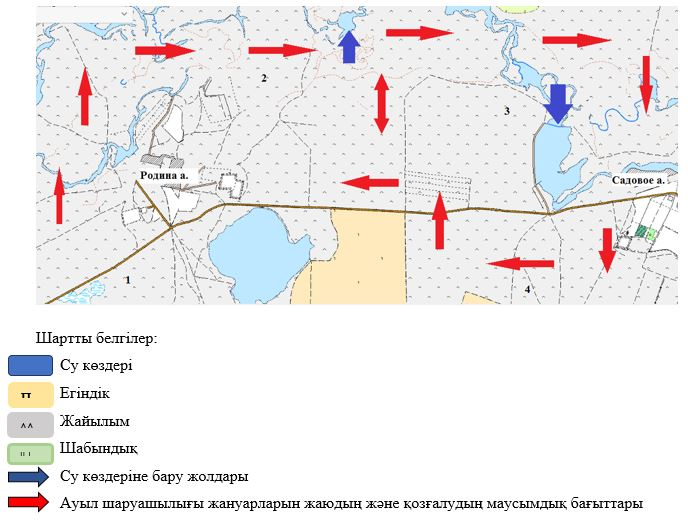 2
3
Родина а.
Садовое а.
1
4
Шартты белгілер:
Су көздері
Егіндік
Жайылым
Шабындық
Су көздеріне бару жолдары
Ауыл шаруашылығы жануарларын жаюдың және қозғалудың маусымдық бағыттары